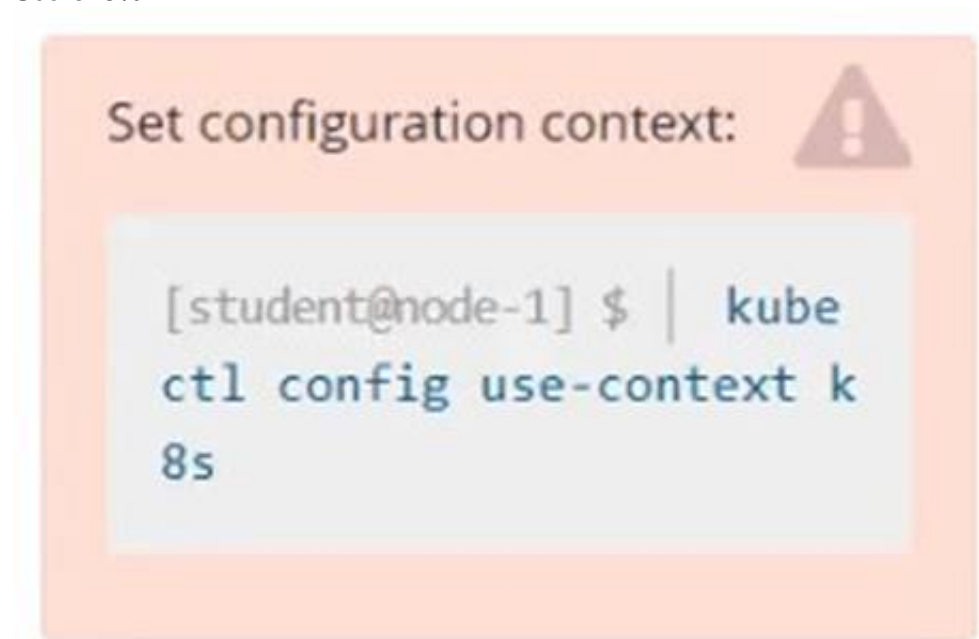 Set configuration context:
[student@node-1] $ | kube
ctl config use-context k
8s